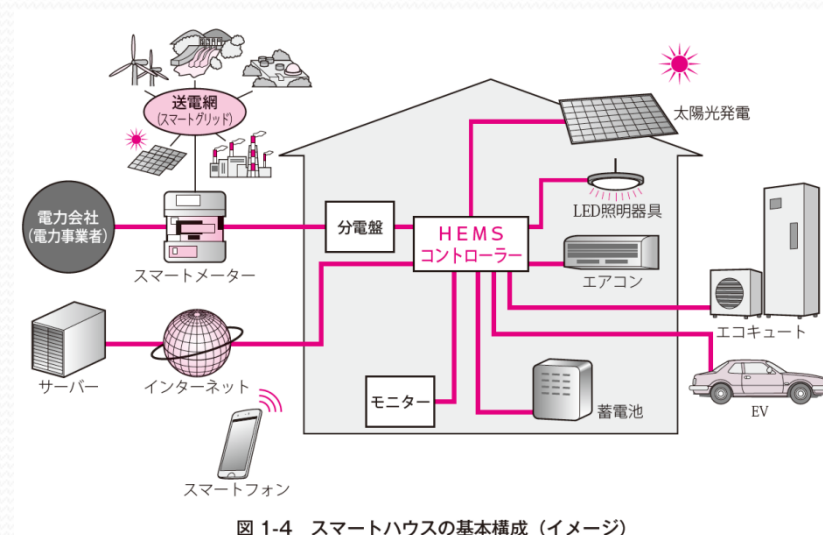 送電網
(スマートグリッド)
太陽光発電
電力会社
(電力事業者)
スマートメーター
分電盤
HEMS
コントローラー
LED照明器具
エアコン
エコキュート
サーバー
インターネット
モニター
蓄電池
EV
スマートフォン
図 1-4 スマートハウスの基本構成（イメージ）